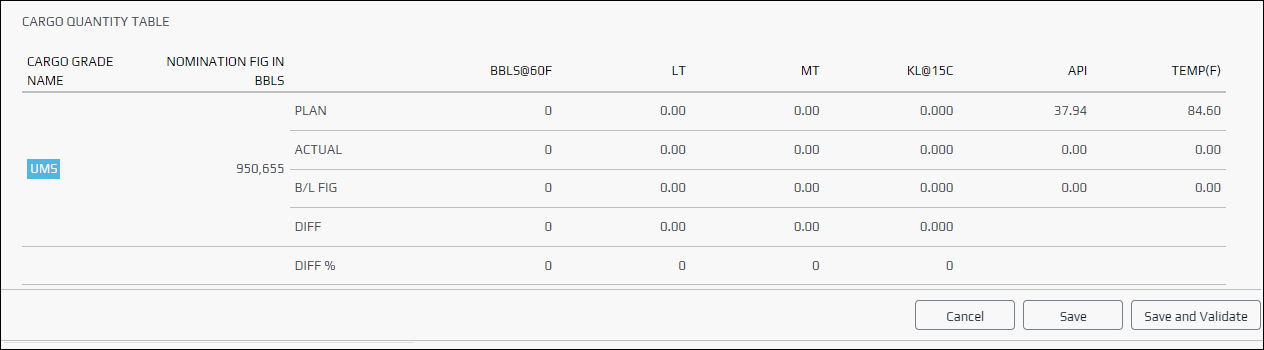 CARGO QUANTITY TABLE
CARGO GRADE NAME NOMINATION FIG IN BBLS BBLS@60F LT MT KL@15C API TEMP(F)
PLAN 0 0.00 0.00 0.000 37.94 84.60
ACTUAL 0 0.00 0.00 0.000 0.00 0.00
UMS 950,655
B/L FIG 0 0.00 0.00 0.000 0.00 0.00
DIFF 0 0.00 0.00 0.000
DIFF % 0 0 0 0
Cancel Save Save and Validate